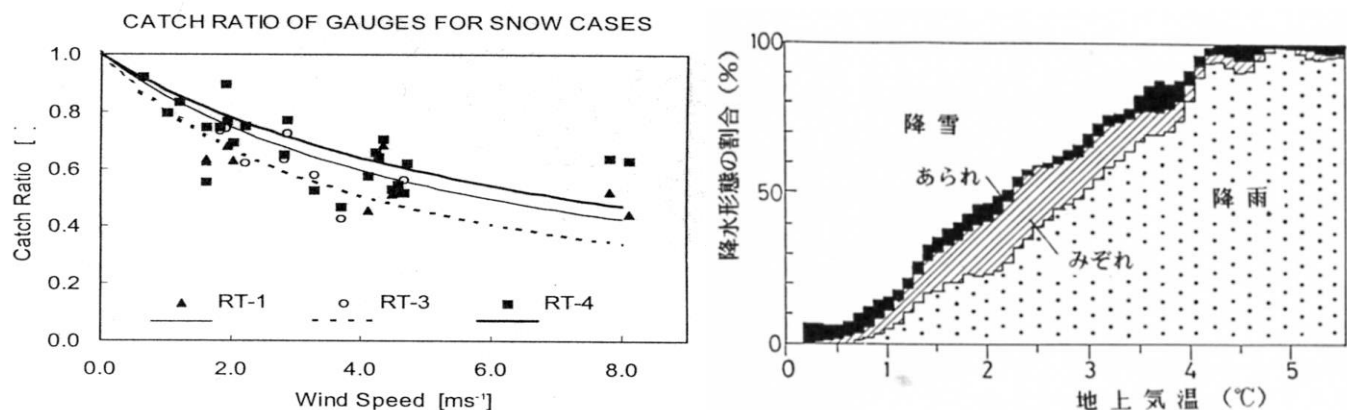 CATCH RATIO OF GAUGES FOR SNOW CASES
Catch Ratio [ ]
1.0
0.8
0.6
0.4
0.2
0.0
RT-1
RT-3
RT-4
0.0 2.0 4.0 6.0 8.0
Wind Speed [ms⁻¹]
降水形態の割合 (%)
100
50
0
降雪
あられ
みぞれ
降雨
0 1 2 3 4 5
地上気温 (℃)